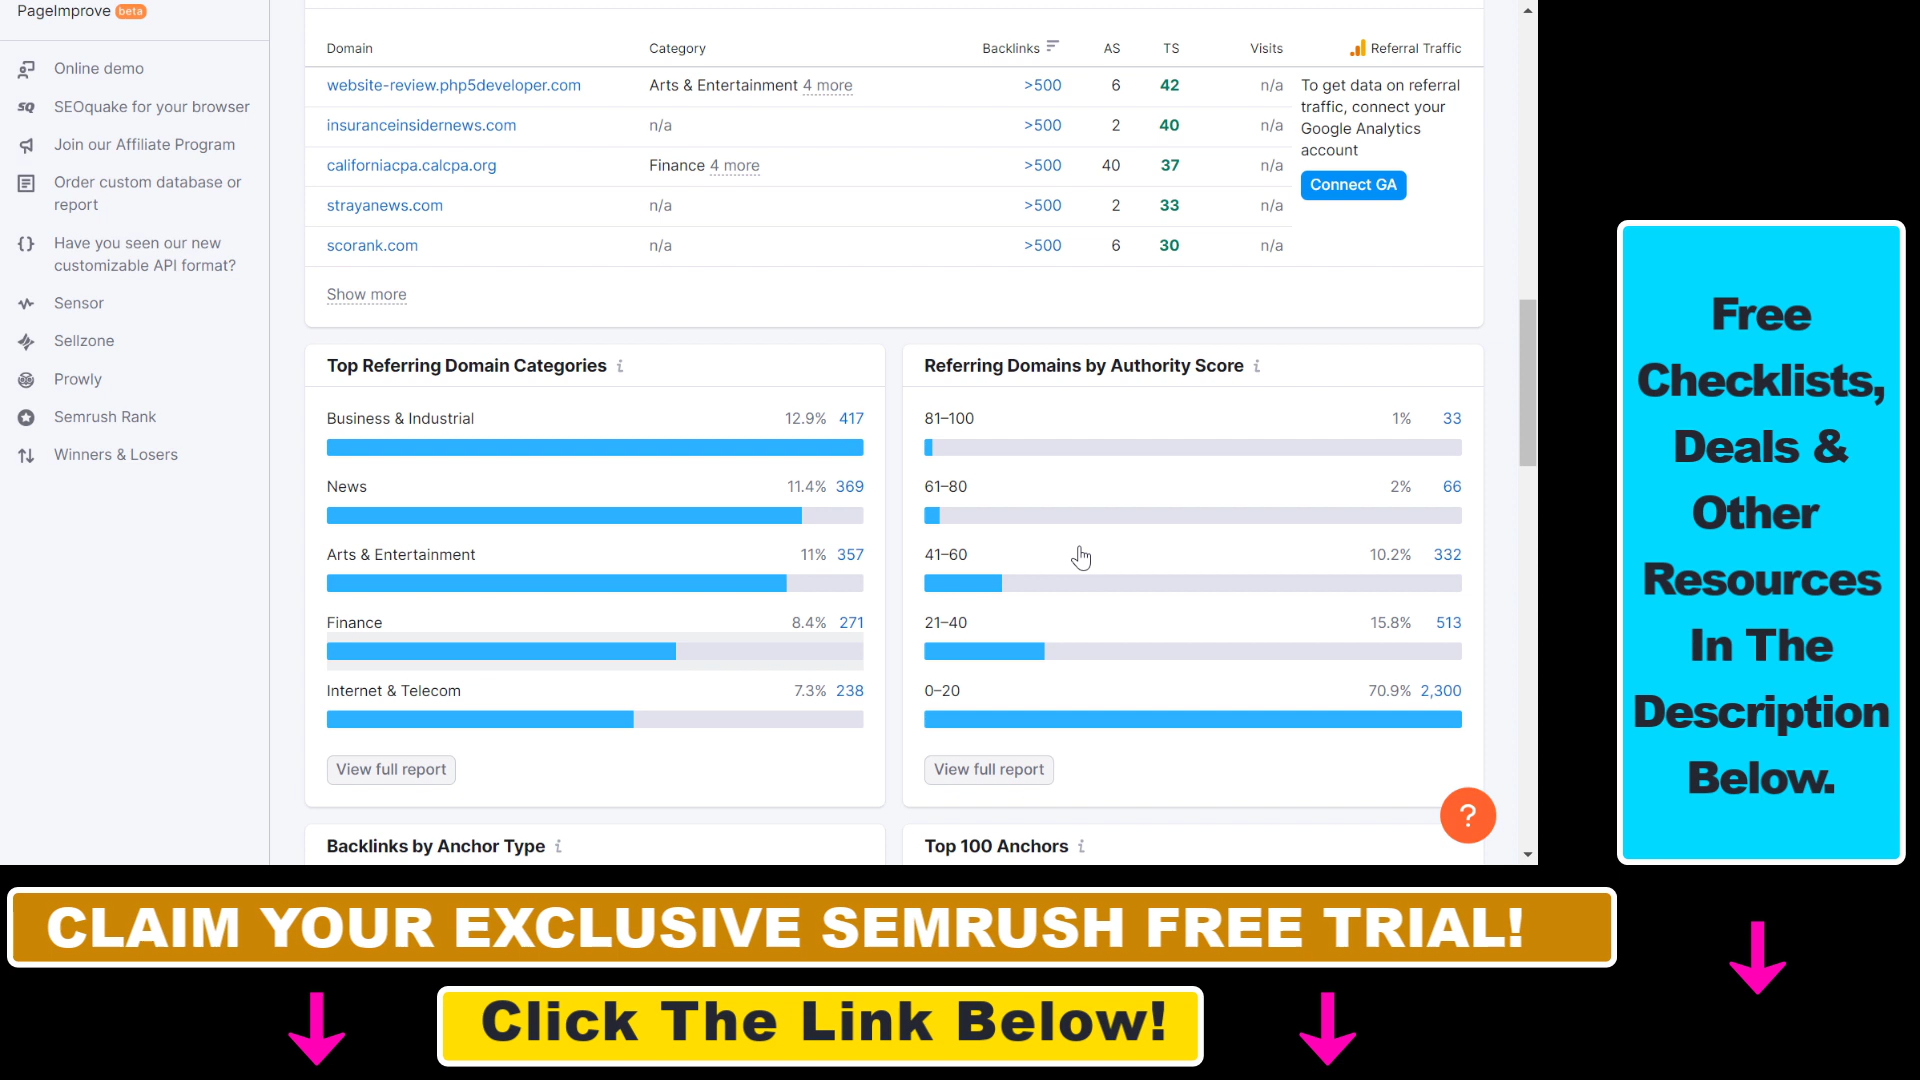 PageImprove beta
Online demo
SEOquake for your browser
Join our Affiliate Program
Order custom database or
report
Have you seen our new
customizable API format?
Sensor
Sellzone
Prowly
Semrush Rank
Winners & Losers
Domain Category Backlinks AS TS Visits Referral Traffic
website-review.php5developer.com Arts & Entertainment 4 more >500 6 42 n/a
insuranceinsidernews.com n/a >500 2 40 n/a
californiacpa.calcpa.org Finance 4 more >500 40 37 n/a
strayanews.com n/a >500 2 33 n/a
scorank.com n/a >500 6 30 n/a
To get data on referral
traffic, connect your
Google Analytics
account
Connect GA
Show more
Top Referring Domain Categories i
Business & Industrial 12.9% 417
News 11.4% 369
Arts & Entertainment 11% 357
Finance 8.4% 271
Internet & Telecom 7.3% 238
View full report
Referring Domains by Authority Score i
81–100 1% 33
61–80 2% 66
41–60 10.2% 332
21–40 15.8% 513
0–20 70.9% 2,300
View full report
?
Backlinks by Anchor Type i
Top 100 Anchors i
Free
Checklists,
Deals &
Other
Resources
In The
Description
Below.
CLAIM YOUR EXCLUSIVE SEMRUSH FREE TRIAL!
Click The Link Below!